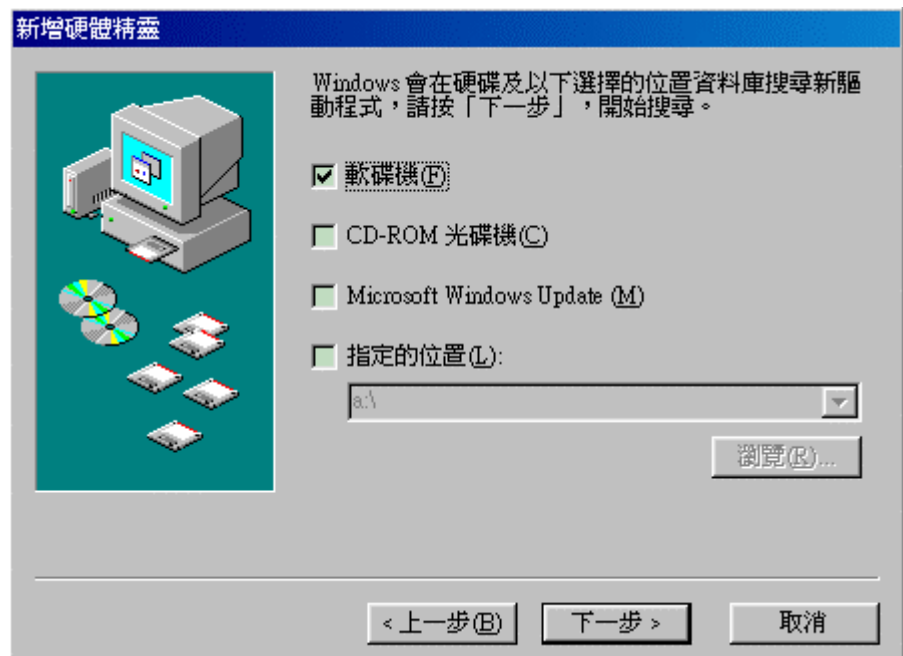 新增硬體精靈
Windows 會在硬碟及以下選擇的位置資料庫搜尋新驅
動程式，請按「下一步」，開始搜尋。
軟碟機(F)
CD-ROM 光碟機(C)
Microsoft Windows Update (M)
指定的位置(L):
a:\
瀏覽(R)...
< 上一步(B) 下一步 > 取消